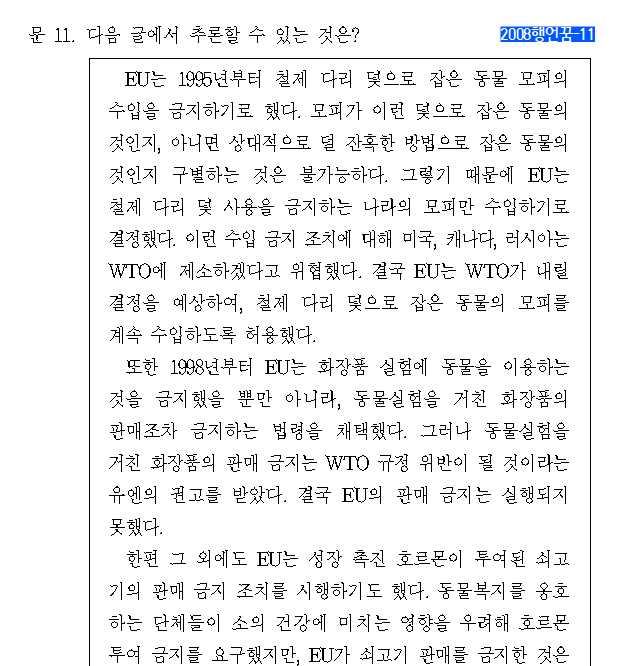 문 11. 다음 글에서 추론할 수 있는 것은?
2008행언꿈-11
EU는 1995년부터 철제 다리 덫으로 잡은 동물 모피의
수입을 금지하기로 했다. 모피가 이런 덫으로 잡은 동물의
것인지, 아니면 상대적으로 덜 잔혹한 방법으로 잡은 동물의
것인지 구별하는 것은 불가능하다. 그렇기 때문에 EU는
철제 다리 덫 사용을 금지하는 나라의 모피만 수입하기로
결정했다. 이런 수입 금지 조치에 대해 미국, 캐나다, 러시아는
WTO에 제소하겠다고 위협했다. 결국 EU는 WTO가 내릴
결정을 예상하여, 철제 다리 덫으로 잡은 동물의 모피를
계속 수입하도록 허용했다.
또한 1998년부터 EU는 화장품 실험에 동물을 이용하는
것을 금지했을 뿐만 아니라, 동물실험을 거친 화장품의
판매조차 금지하는 법령을 채택했다. 그러나 동물실험을
거친 화장품의 판매 금지는 WTO 규정 위반이 될 것이라는
유엔의 권고를 받았다. 결국 EU의 판매 금지는 실행되지
못했다.
한편 그 외에도 EU는 성장 촉진 호르몬이 투여된 쇠고
기의 판매 금지 조치를 시행하기도 했다. 동물복지를 옹호
하는 단체들이 소의 건강에 미치는 영향을 우려해 호르몬
투여 금지를 요구했지만, EU가 쇠고기 판매를 금지한 것은